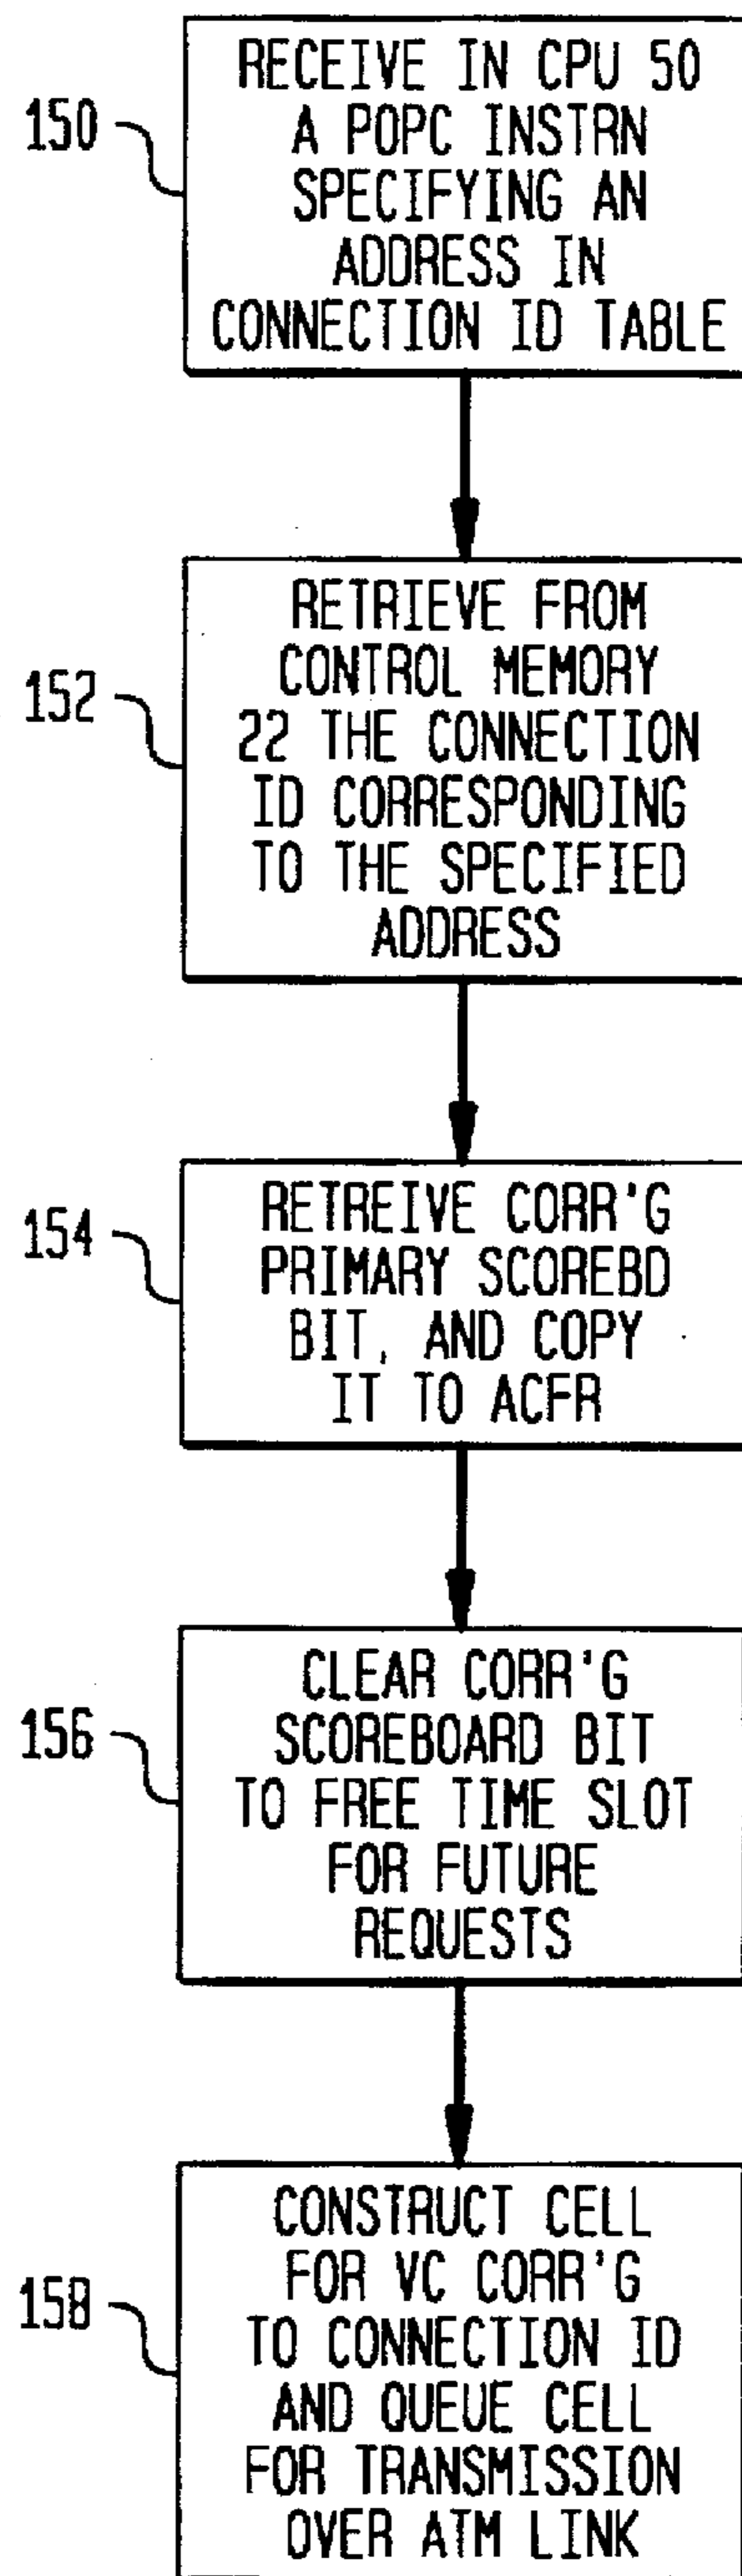 150
RECEIVE IN CPU 50
A POPC INSTRN
SPECIFYING AN
ADDRESS IN
CONNECTION ID TABLE
152
RETRIEVE FROM
CONTROL MEMORY
22 THE CONNECTION
ID CORRESPONDING
TO THE SPECIFIED
ADDRESS
154
RETREIVE CORR'G
PRIMARY SCOREBD
BIT, AND COPY
IT TO ACFR
156
CLEAR CORR'G
SCOREBOARD BIT
TO FREE TIME SLOT
FOR FUTURE
REQUESTS
158
CONSTRUCT CELL
FOR VC CORR'G
TO CONNECTION ID
AND QUEUE CELL
FOR TRANSMISSION
OVER ATM LINK